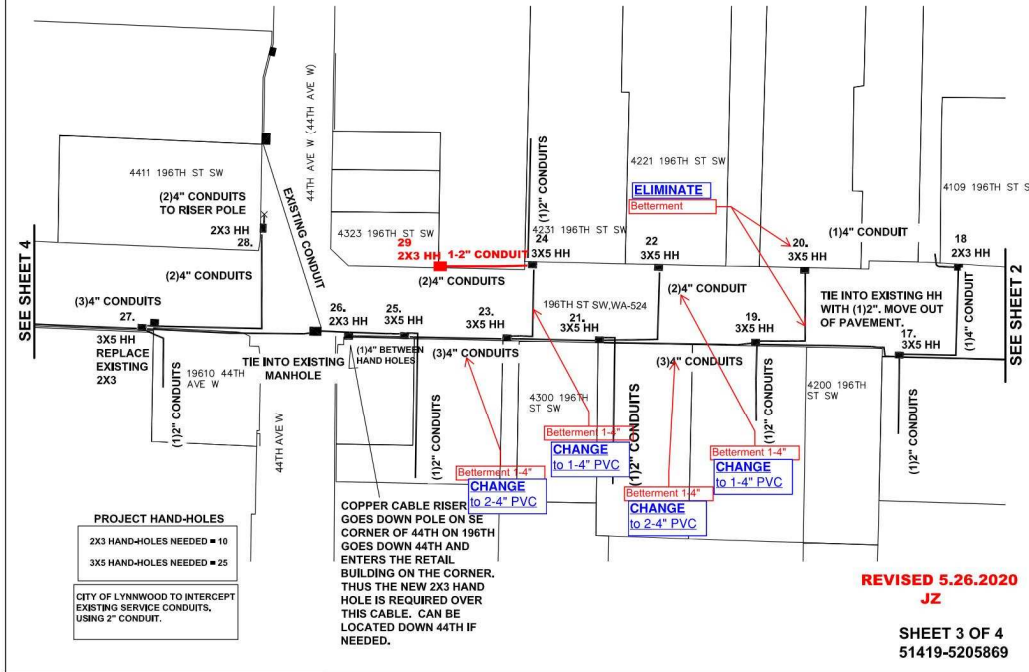 44TH AVE W (44TH AVE W)
4411 196TH ST SW
(2)4" CONDUITS
TO RISER POLE
2X3 HH
28.
EXISTING CONDUIT
4323 196TH ST SW
29
2X3 HH
1-2" CONDUIT
(1)2" CONDUITS
24
3X5 HH
4231 196TH ST SW
4221 196TH ST SW
ELIMINATE
Betterment
22
3X5 HH
20.
3X5 HH
(1)4" CONDUIT
4109 196TH ST S
18
2X3 HH
SEE SHEET 4
(2)4" CONDUITS
(3)4" CONDUITS
27.
3X5 HH
REPLACE
EXISTING
2X3
(1)2" CONDUITS
19610 44TH
AVE W
TIE INTO EXISTING
MANHOLE
44TH AVE W
26.
2X3 HH
(1)4" BETWEEN
HAND HOLES
25.
3X5 HH
(2)4" CONDUITS
23.
3X5 HH
(3)4" CONDUITS
196TH ST SW,WA-524
21.
3X5 HH
(2)4" CONDUIT
19.
3X5 HH
(3)4" CONDUITS
TIE INTO EXISTING HH
WITH (1)2". MOVE OUT
OF PAVEMENT.
17.
3X5 HH
(1)4" CONDUIT
SEE SHEET 2
(1)2" CONDUITS
4300 196TH
ST SW
(1)2" CONDUITS
(1)2" CONDUITS
4200 196TH
ST SW
(1)2" CONDUITS
Betterment 1-4"
CHANGE
to 2-4" PVC
Betterment 1-4"
CHANGE
to 1-4" PVC
Betterment 1-4"
CHANGE
to 2-4" PVC
Betterment 1-4"
CHANGE
to 1-4" PVC
COPPER CABLE RISER
GOES DOWN POLE ON SE
CORNER OF 44TH ON 196TH
GOES DOWN 44TH AND
ENTERS THE RETAIL
BUILDING ON THE CORNER.
THUS THE NEW 2X3 HAND
HOLE IS REQUIRED OVER
THIS CABLE. CAN BE
LOCATED DOWN 44TH IF
NEEDED.
PROJECT HAND-HOLES
2X3 HAND-HOLES NEEDED = 10
3X5 HAND-HOLES NEEDED = 25
CITY OF LYNNWOOD TO INTERCEPT
EXISTING SERVICE CONDUITS,
USING 2" CONDUIT.
REVISED 5.26.2020
JZ
SHEET 3 OF 4
51419-5205869